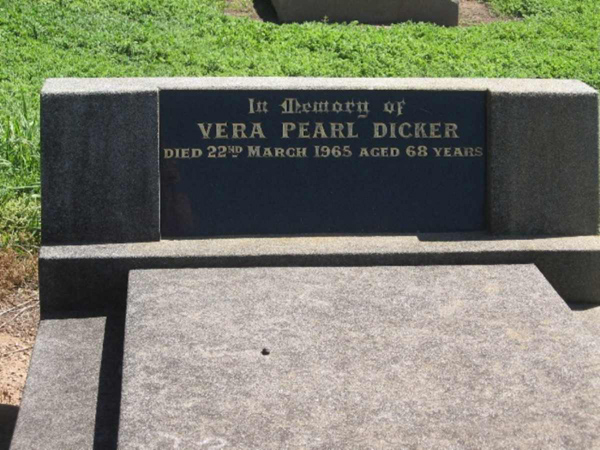 In Memory of
VERA PEARL DICKER
DIED 22ND MARCH 1965 AGED 68 YEARS